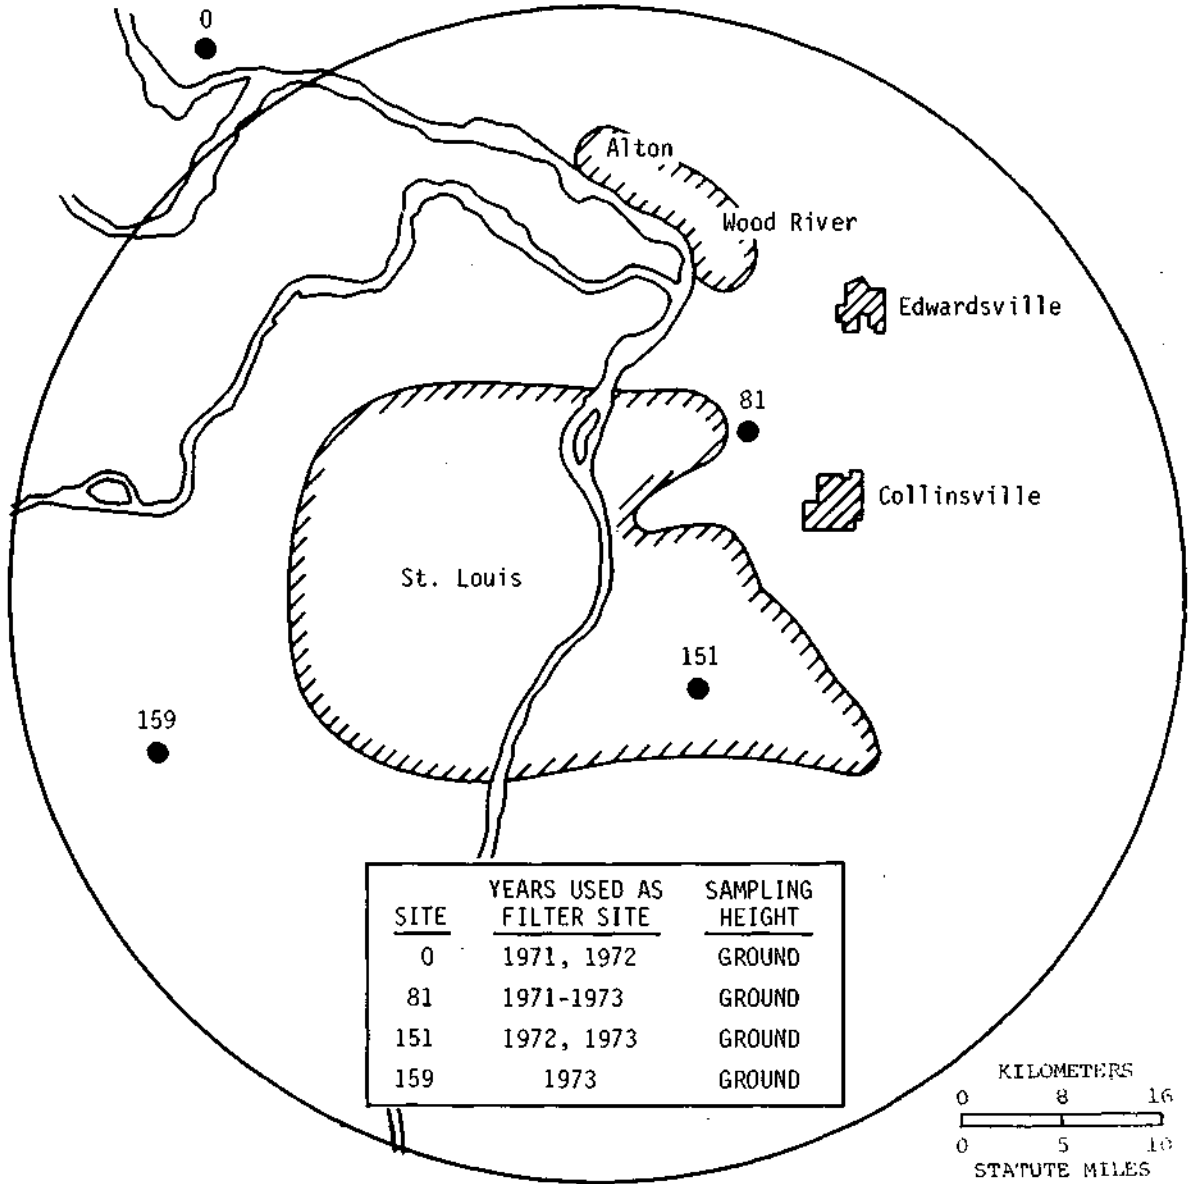 0
Alton
Wood River
Edwardsville
81
Collinsville
St. Louis
151
159
SITE YEARS USED AS FILTER SITE SAMPLING HEIGHT
0 1971, 1972 GROUND
81 1971-1973 GROUND
151 1972, 1973 GROUND
159 1973 GROUND
KILOMETERS
0 8 16
0 5 10
STATUTE MILES